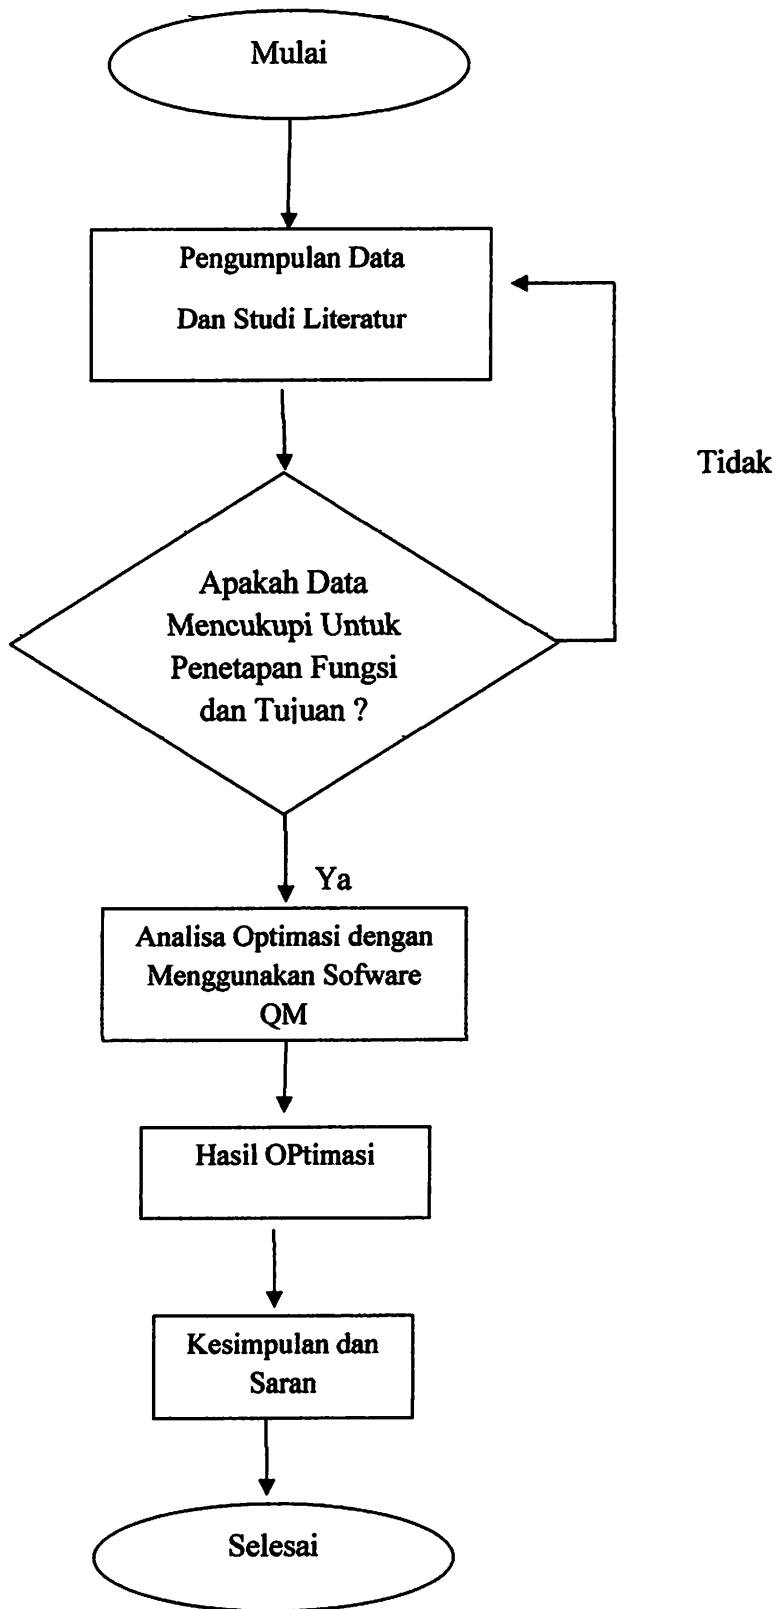 Mulai
Pengumpulan Data
Dan Studi Literatur
Tidak
Apakah Data
Mencukupi Untuk
Penetapan Fungsi
dan Tujuan ?
Ya
Analisa Optimasi dengan
Menggunakan Sofware
QM
Hasil OPtimasi
Kesimpulan dan
Saran
Selesai